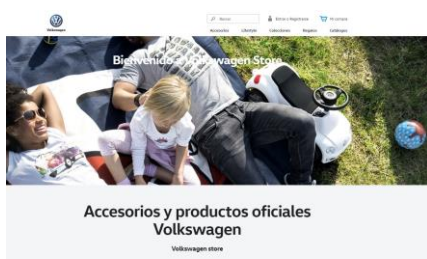 Volkswagen
Buscar
Entrar o Registrarse
Mi compra
Accesorios Lifestyle Colecciones Regalos Catálogos
Bienvenido a Volkswagen Store
Accesorios y productos oficiales
Volkswagen
Volkswagen store